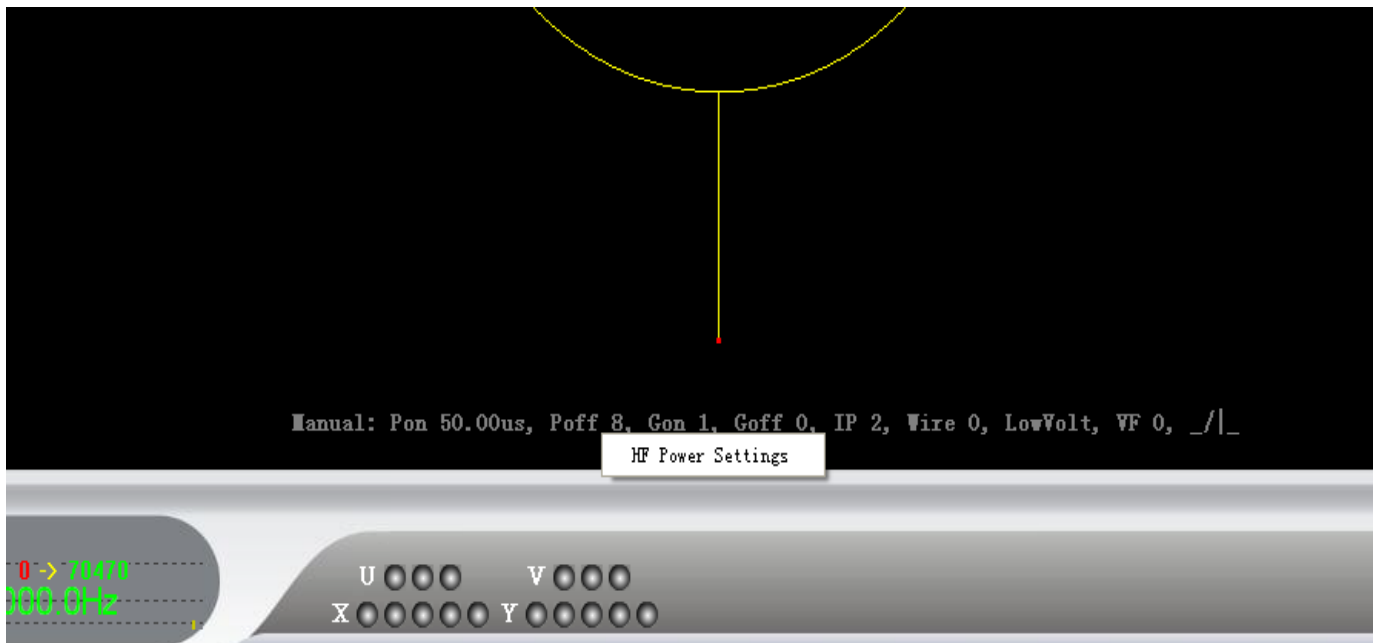 Manual: Pon 50.00us, Poff 8, Gon 1, Goff 0, IP 2, Wire 0, LowVolt, VF 0, _/|_
HF Power Settings
0 -> 70470
000.0Hz
U V
X Y